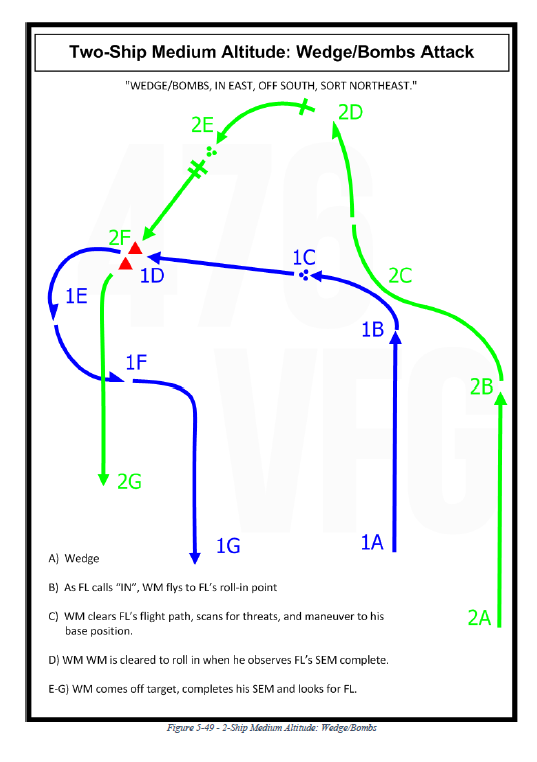 Two-Ship Medium Altitude: Wedge/Bombs Attack
"WEDGE/BOMBS, IN EAST, OFF SOUTH, SORT NORTHEAST."
2D
2E
2F
1C
1D
2C
1E
1B
1F
2B
2G
1G
1A
2A
476
VFG
A) Wedge
B) As FL calls "IN", WM flys to FL's roll-in point
C) WM clears FL's flight path, scans for threats, and maneuver to his
base position.
D) WM WM is cleared to roll in when he observes FL's SEM complete.
E-G) WM comes off target, completes his SEM and looks for FL.
Figure 5-49 - 2-Ship Medium Altitude: Wedge/Bombs